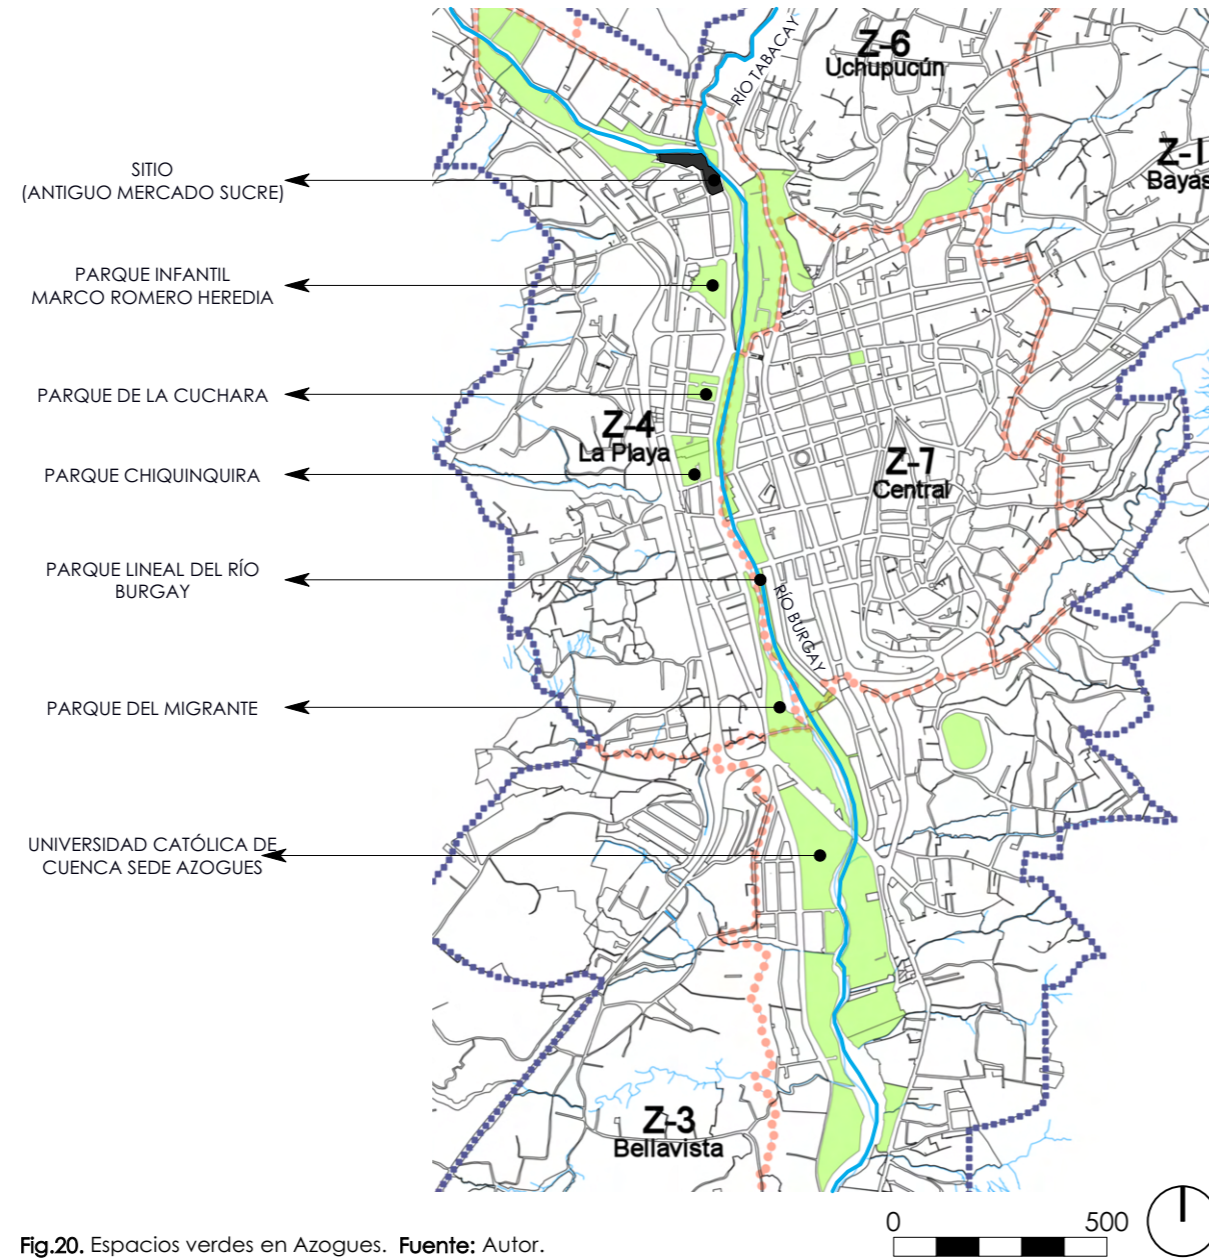 RÍO TABACAY
Z-6
Uchupucún
Z-1
Bayas
SITIO
(ANTIGUO MERCADO SUCRE)
PARQUE INFANTIL
MARCO ROMERO HEREDIA
PARQUE DE LA CUCHARA
Z-4
La Playa
Z-7
Central
PARQUE CHIQUINQUIRA
PARQUE LINEAL DEL RÍO
BURGAY
RÍO BURGAY
PARQUE DEL MIGRANTE
UNIVERSIDAD CATÓLICA DE
CUENCA SEDE AZOGUES
Z-3
Bellavista
0 500
Fig.20. Espacios verdes en Azogues. Fuente: Autor.